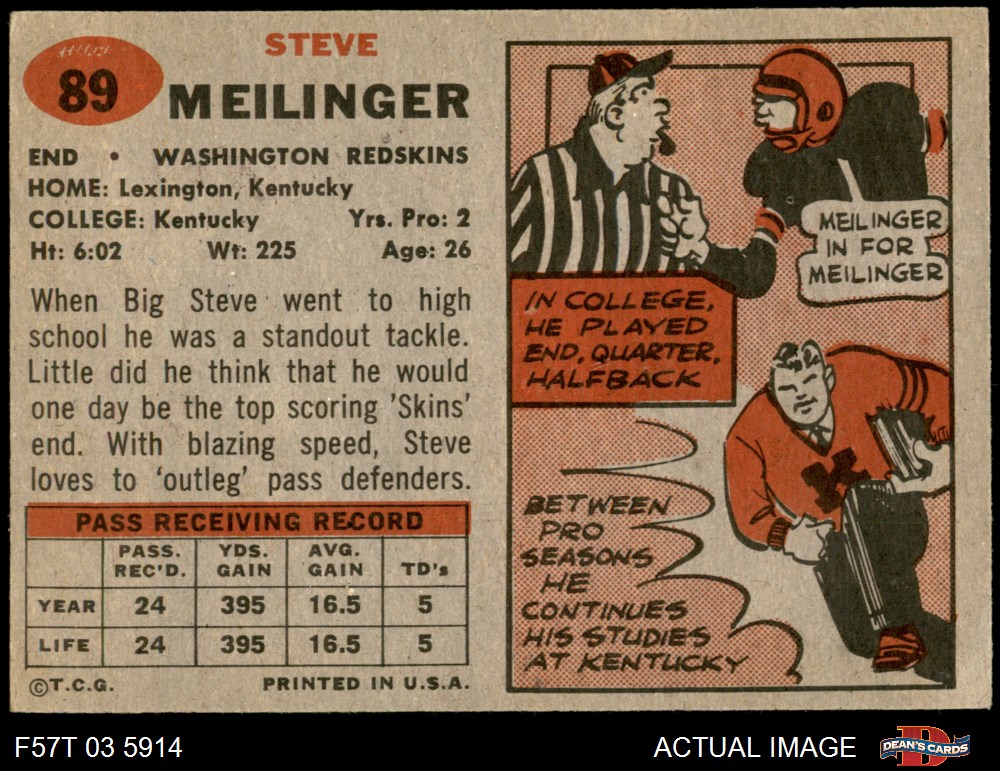 89
STEVE
MEILINGER
END • WASHINGTON REDSKINS
HOME: Lexington, Kentucky
COLLEGE: Kentucky Yrs. Pro: 2
Ht: 6:02 Wt: 225 Age: 26
When Big Steve went to high
school he was a standout tackle.
Little did he think that he would
one day be the top scoring 'Skins'
end. With blazing speed, Steve
loves to 'outleg' pass defenders.
PASS RECEIVING RECORD
PASS. REC'D. YDS. GAIN AVG. GAIN TD's
YEAR 24 395 16.5 5
LIFE 24 395 16.5 5
©T.C.G. PRINTED IN U.S.A.
MEILINGER
IN FOR
MEILINGER
IN COLLEGE,
HE PLAYED
END, QUARTER,
HALFBACK
BETWEEN
PRO
SEASONS
HE
CONTINUES
HIS STUDIES
AT KENTUCKY
F57T 03 5914
ACTUAL IMAGE
DEAN'S CARDS